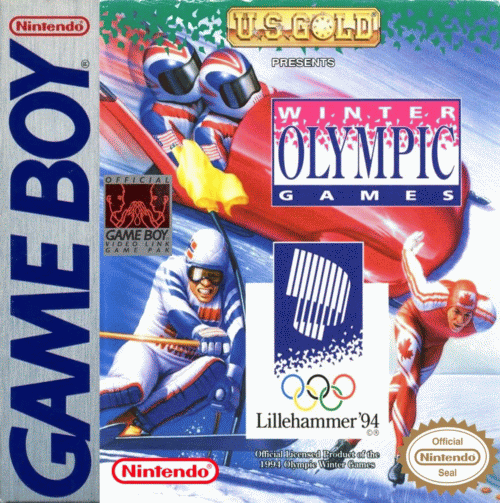 Nintendo®
GAME BOY
U.S.GOLD
PRESENTS
WINTER
OLYMPIC
GAMES
OFFICIAL
GAME BOY
VIDEO LINK
GAME PAK
Lillehammer '94
©®
Official Licensed Product of the
1994 Olympic Winter Games
Nintendo®
Official
Nintendo
Seal